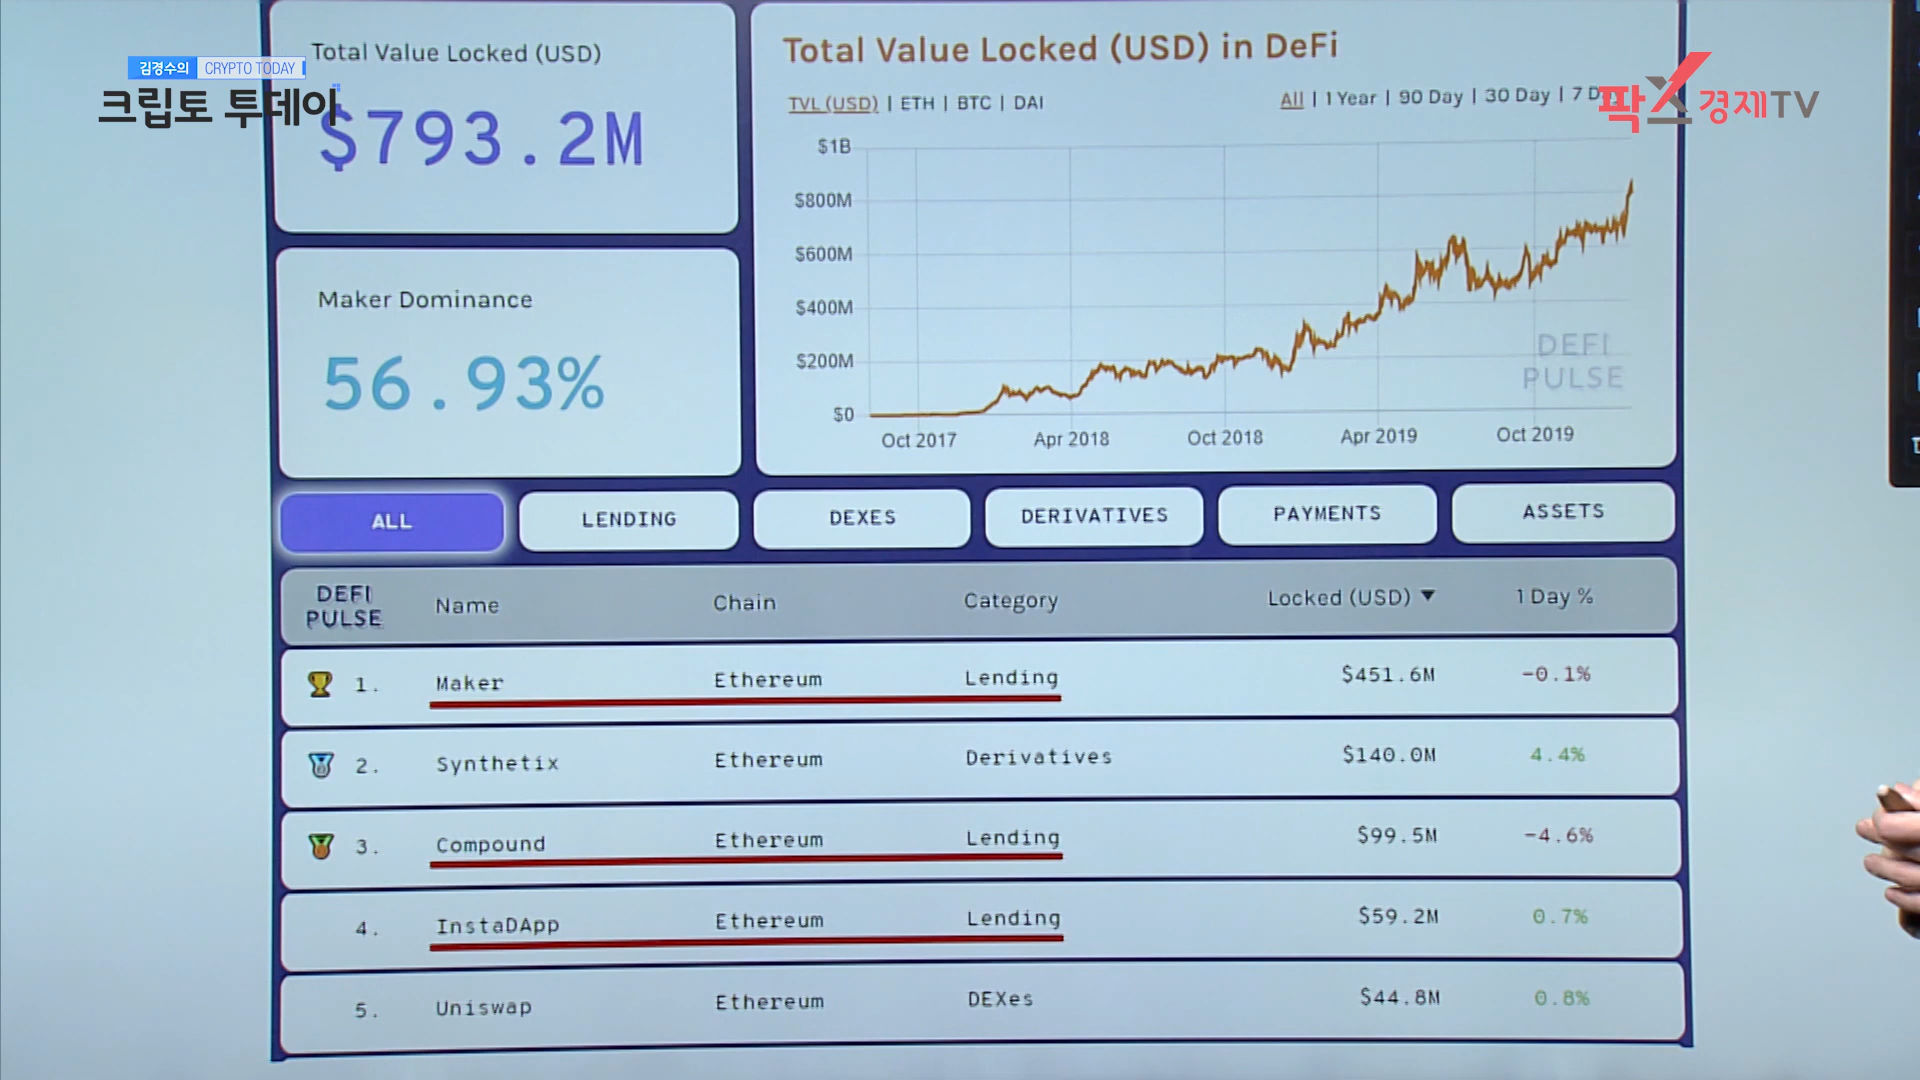 김경수의 CRYPTO TODAY
크립토 투데이
팍스경제TV
Total Value Locked (USD)
$793.2M
Maker Dominance
56.93%
Total Value Locked (USD) in DeFi
TVL (USD) | ETH | BTC | DAI
All | 1 Year | 90 Day | 30 Day | 7
$1B
$800M
$600M
$400M
$200M
$0
Oct 2017 Apr 2018 Oct 2018 Apr 2019 Oct 2019
DEFI
PULSE
ALL LENDING DEXES DERIVATIVES PAYMENTS ASSETS
DEFI
PULSE
Name Chain Category Locked (USD) ▼ 1 Day %
1. Maker Ethereum Lending $451.6M -0.1%
2. Synthetix Ethereum Derivatives $140.0M 4.4%
3. Compound Ethereum Lending $99.5M -4.6%
4. InstaDApp Ethereum Lending $59.2M 0.7%
5. Uniswap Ethereum DEXes $44.8M 0.8%